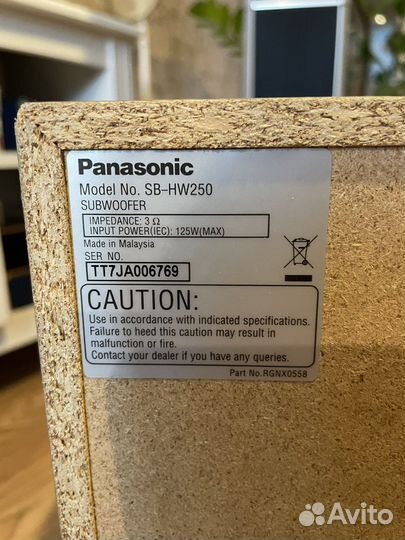 Panasonic
Model No. SB-HW250
SUBWOOFER
IMPEDANCE: 3 Ω
INPUT POWER(IEC): 125W(MAX)
Made in Malaysia
SER NO.
TT7JA006769
CAUTION:
Use in accordance with indicated specifications.
Failure to heed this caution may result in
malfunction or fire.
Contact your dealer if you have any queries.
Part No.RGNX0558
Avito